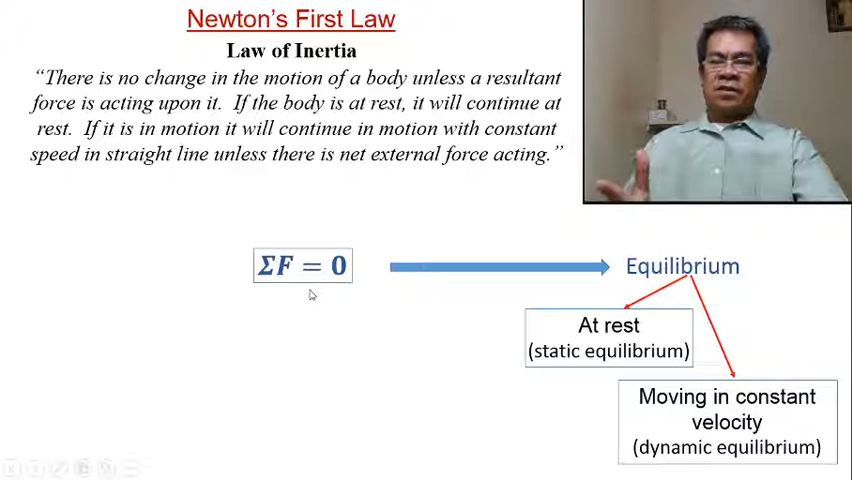 Newton's First Law
Law of Inertia
“There is no change in the motion of a body unless a resultant
force is acting upon it. If the body is at rest, it will continue at
rest. If it is in motion it will continue in motion with constant
speed in straight line unless there is net external force acting.”
ΣF = 0
Equilibrium
At rest
(static equilibrium)
Moving in constant
velocity
(dynamic equilibrium)